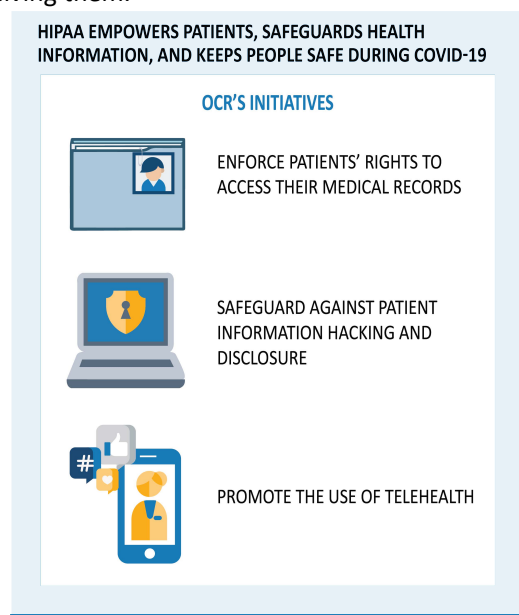 HIPAA EMPOWERS PATIENTS, SAFEGUARDS HEALTH
INFORMATION, AND KEEPS PEOPLE SAFE DURING COVID-19
OCR'S INITIATIVES
ENFORCE PATIENTS' RIGHTS TO
ACCESS THEIR MEDICAL RECORDS
SAFEGUARD AGAINST PATIENT
INFORMATION HACKING AND
DISCLOSURE
#
PROMOTE THE USE OF TELEHEALTH